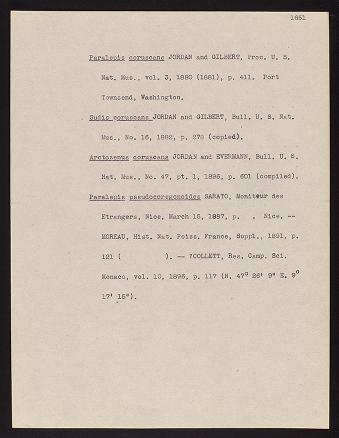 1851
Paralepis coruscans JORDAN and GILBERT, Proc. U. S.
Nat. Mus., vol. 3, 1880 (1881), p. 411. Port
Townsend, Washington.
Sudis coruscans JORDAN and GILBERT, Bull. U. S. Nat.
Mus., No. 16, 1882, p. 278 (copied).
Arctozenus coruscans JORDAN and EVERMANN, Bull. U. S.
Nat. Mus., No. 47, pt. 1, 1896, p. 601 (compiled).
Paralepis pseudocoregonoides SARATO, Moniteur des
Etrangers, Nice, March 15, 1887, p. . Nice. --
MOREAU, Hist. Nat. Poiss. France, Suppl., 1891, p.
121 ( ). -- ?COLLETT, Res. Camp. Sci.
Monaco, vol. 10, 1896, p. 117 (N. 47° 26' 9" E. 9°
17' 15").